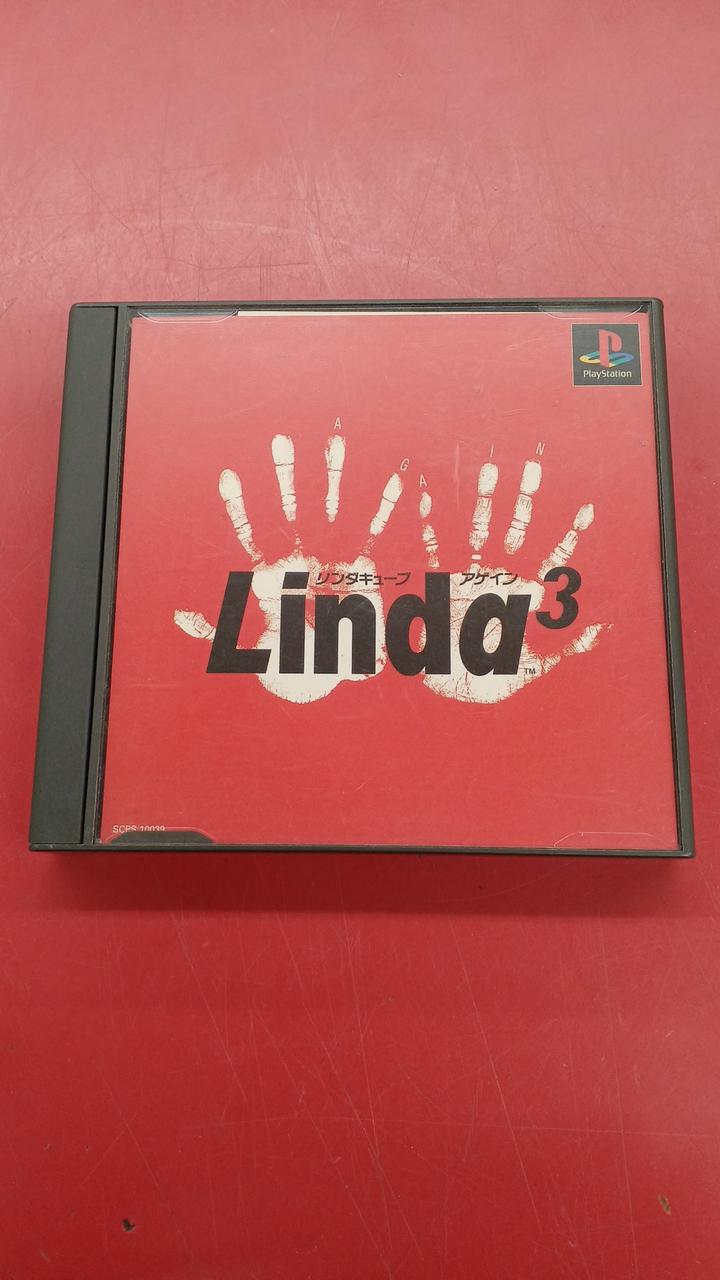 PlayStation
A G A I N
リンダキューブ アゲイン
Linda3
TM
SCPS 10039